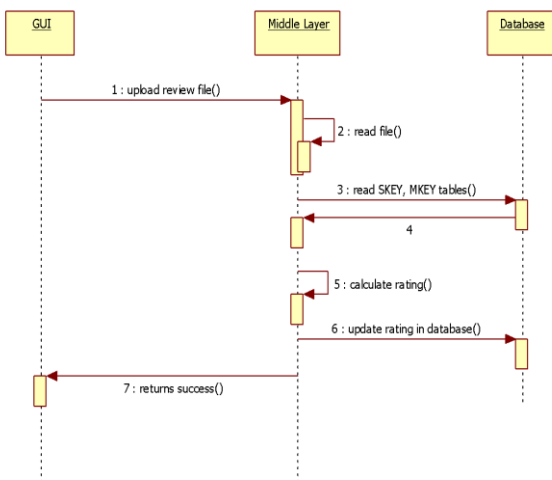 GUI
Middle Layer
Database
1 : upload review file()
2 : read file()
3 : read SKEY, MKEY tables()
4
5 : calculate rating()
6 : update rating in database()
7 : returns success()